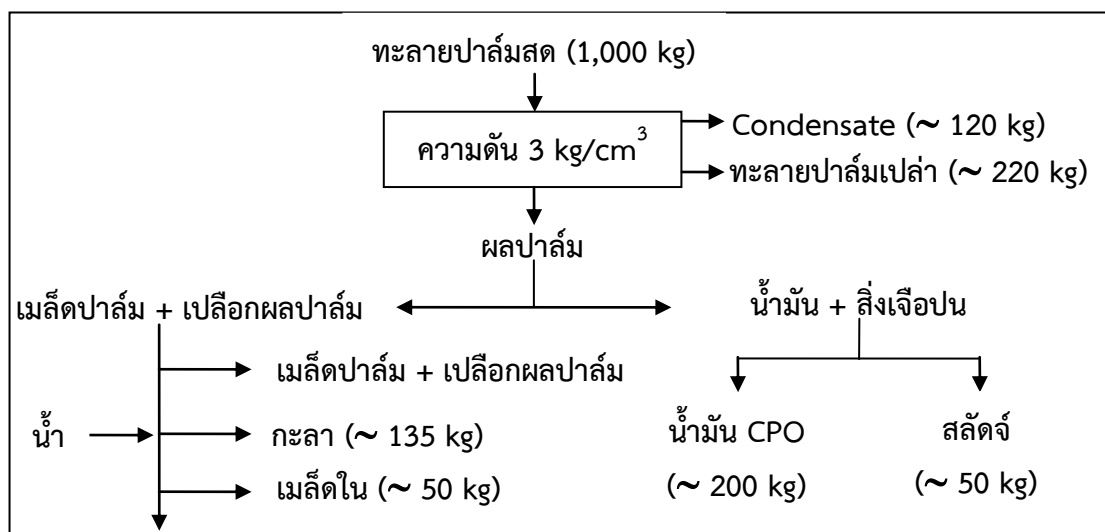 ทะลายปาล์มสด (1,000 kg)
ความดัน 3 kg/cm³
Condensate (~ 120 kg)
ทะลายปาล์มเปล่า (~ 220 kg)
ผลปาล์ม
เมล็ดปาล์ม + เปลือกผลปาล์ม
น้ำมัน + สิ่งเจือปน
เมล็ดปาล์ม + เปลือกผลปาล์ม
น้ำ
กะลา (~ 135 kg)
เมล็ดใน (~ 50 kg)
น้ำมัน CPO
(~ 200 kg)
สลัดจ์
(~ 50 kg)